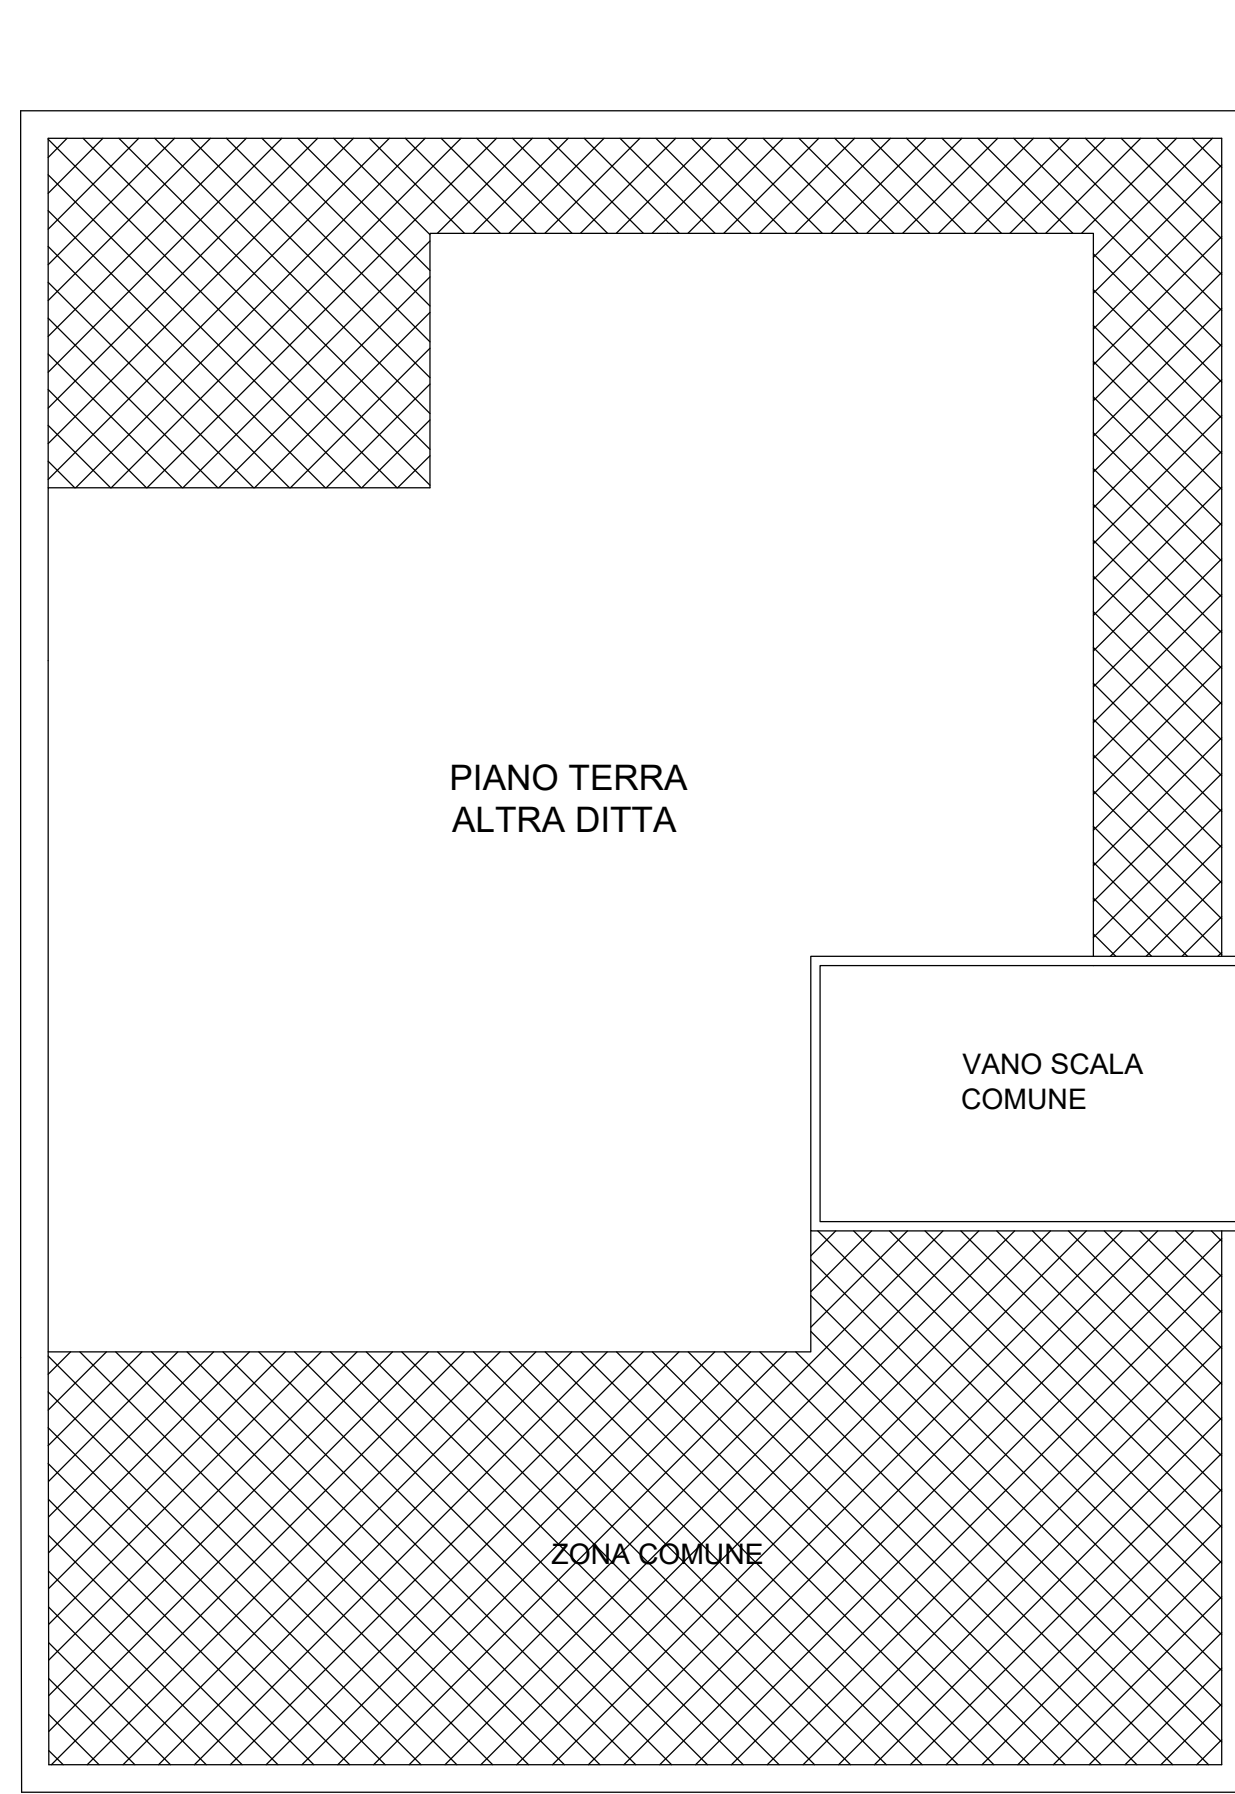 PIANO TERRA
ALTRA DITTA
VANO SCALA
COMUNE
ZONA COMUNE